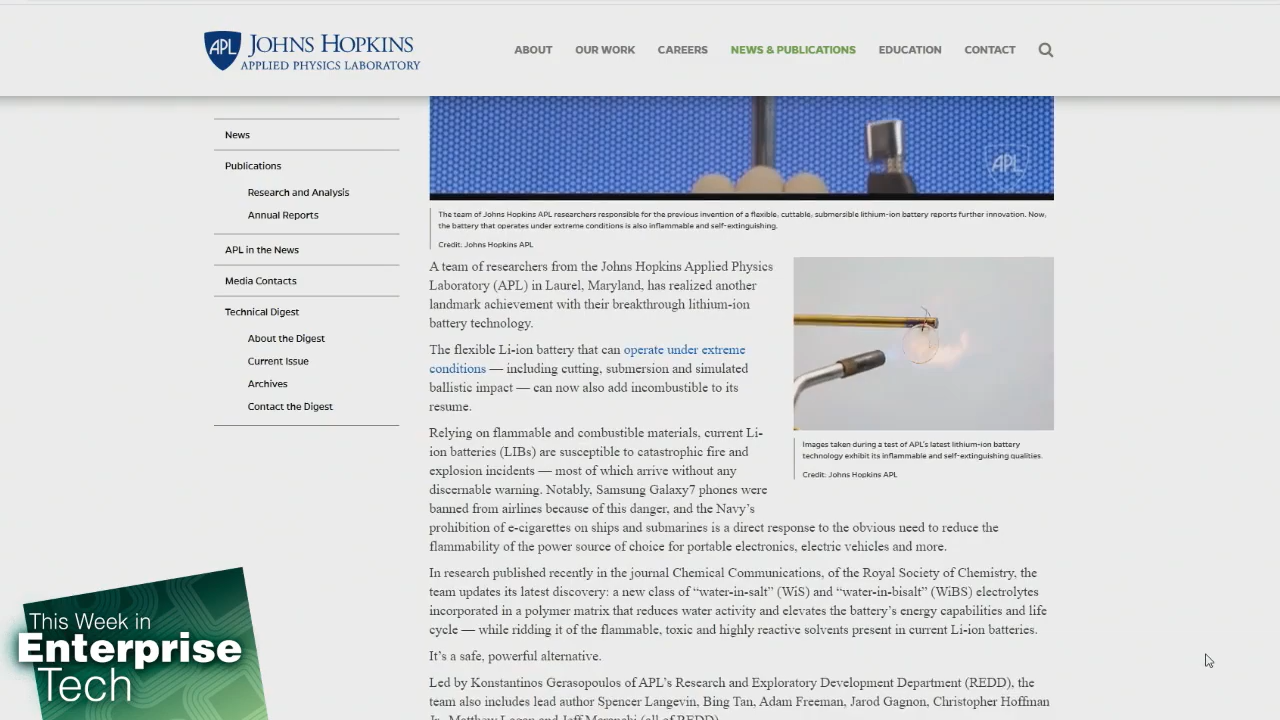 APL JOHNS HOPKINS
APPLIED PHYSICS LABORATORY
ABOUT OUR WORK CAREERS NEWS & PUBLICATIONS EDUCATION CONTACT
News
Publications
Research and Analysis
Annual Reports
APL in the News
Media Contacts
Technical Digest
About the Digest
Current Issue
Archives
Contact the Digest
APL
The team of Johns Hopkins APL researchers responsible for the previous invention of a flexible, cuttable, submersible lithium-ion battery reports further innovation. Now,
the battery that operates under extreme conditions is also inflammable and self-extinguishing.
Credit: Johns Hopkins APL
A team of researchers from the Johns Hopkins Applied Physics
Laboratory (APL) in Laurel, Maryland, has realized another
landmark achievement with their breakthrough lithium-ion
battery technology.
The flexible Li-ion battery that can operate under extreme
conditions — including cutting, submersion and simulated
ballistic impact — can now also add incombustible to its
resume.
Relying on flammable and combustible materials, current Li-
ion batteries (LIBs) are susceptible to catastrophic fire and
explosion incidents — most of which arrive without any
discernable warning. Notably, Samsung Galaxy7 phones were
banned from airlines because of this danger, and the Navy's
prohibition of e-cigarettes on ships and submarines is a direct response to the obvious need to reduce the
flammability of the power source of choice for portable electronics, electric vehicles and more.
Images taken during a test of APL's latest lithium-ion battery
technology exhibit its inflammable and self-extinguishing qualities.
Credit: Johns Hopkins APL
In research published recently in the journal Chemical Communications, of the Royal Society of Chemistry, the
team updates its latest discovery: a new class of “water-in-salt” (WiS) and “water-in-bisalt” (WiBS) electrolytes
incorporated in a polymer matrix that reduces water activity and elevates the battery's energy capabilities and life
cycle — while ridding it of the flammable, toxic and highly reactive solvents present in current Li-ion batteries.
It's a safe, powerful alternative.
Led by Konstantinos Gerasopoulos of APL's Research and Exploratory Development Department (REDD), the
team also includes lead author Spencer Langevin, Bing Tan, Adam Freeman, Jarod Gagnon, Christopher Hoffman
Jr., Matthew Logan and Jeff Maranchi (all of REDD)
This Week in
Enterprise
Tech